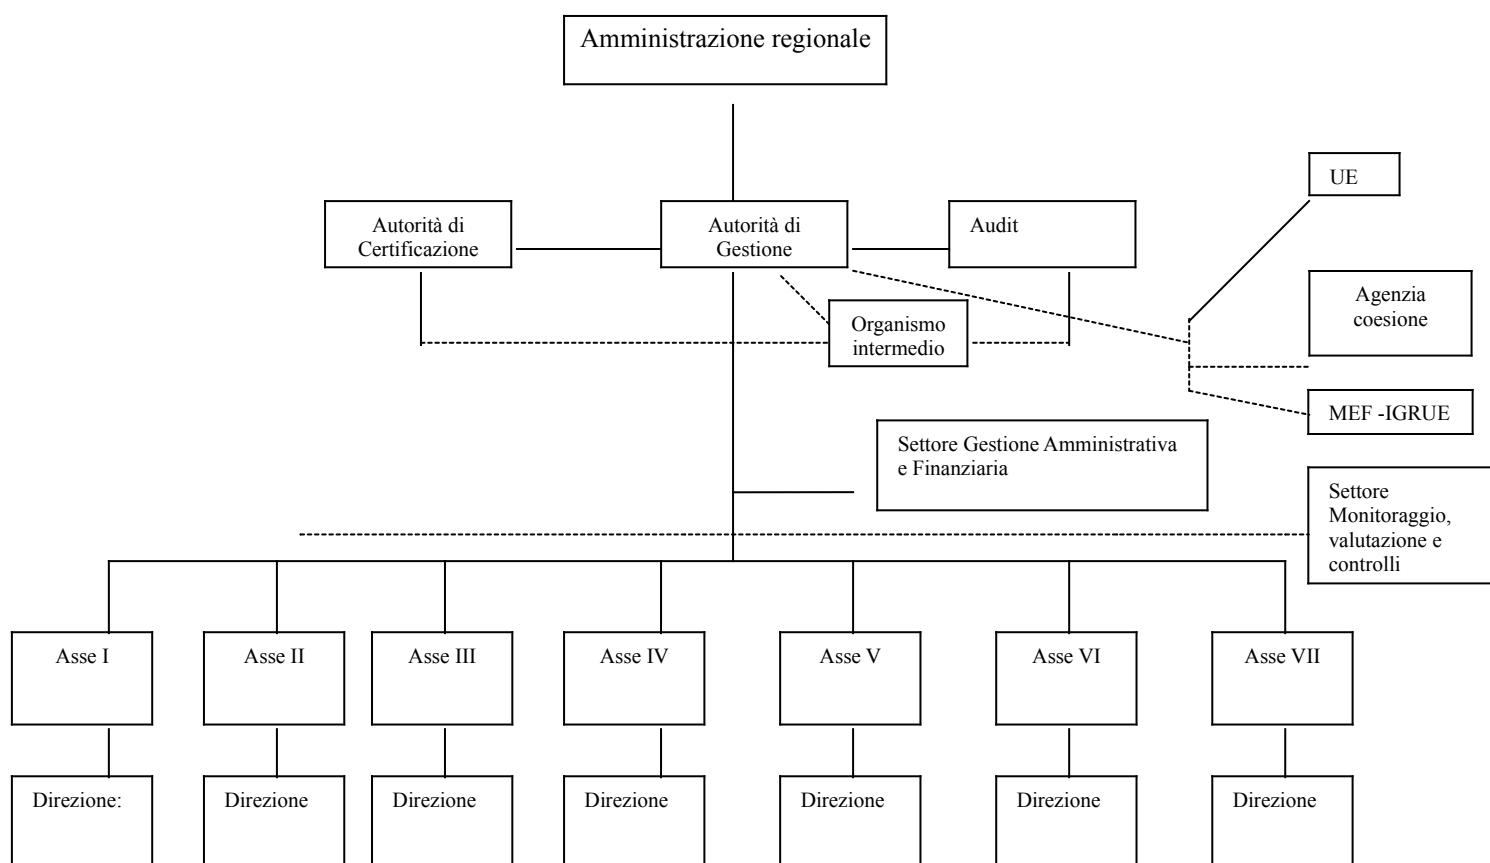 Amministrazione regionale
UE
Autorità di
Certificazione
Autorità di
Gestione
Audit
Agenzia
coesione
Organismo
intermedio
MEF -IGRUE
Settore Gestione Amministrativa
e Finanziaria
Settore
Monitoraggio,
valutazione e
controlli
Asse I
Asse II
Asse III
Asse IV
Asse V
Asse VI
Asse VII
Direzione:
Direzione
Direzione
Direzione
Direzione
Direzione
Direzione